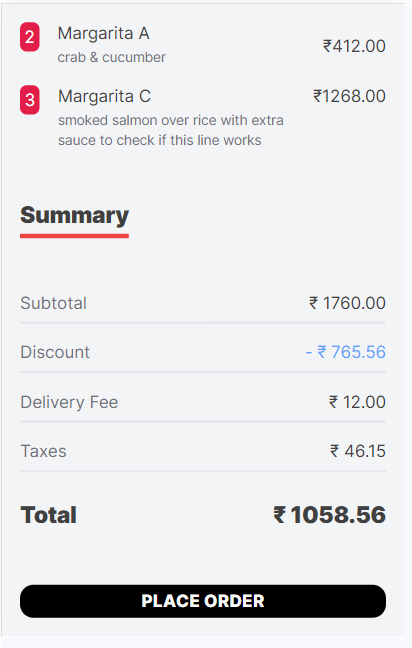 2 Margarita A ₹412.00
crab & cucumber
3 Margarita C ₹1268.00
smoked salmon over rice with extra
sauce to check if this line works
Summary
Subtotal ₹ 1760.00
Discount - ₹ 765.56
Delivery Fee ₹ 12.00
Taxes ₹ 46.15
Total ₹ 1058.56
PLACE ORDER